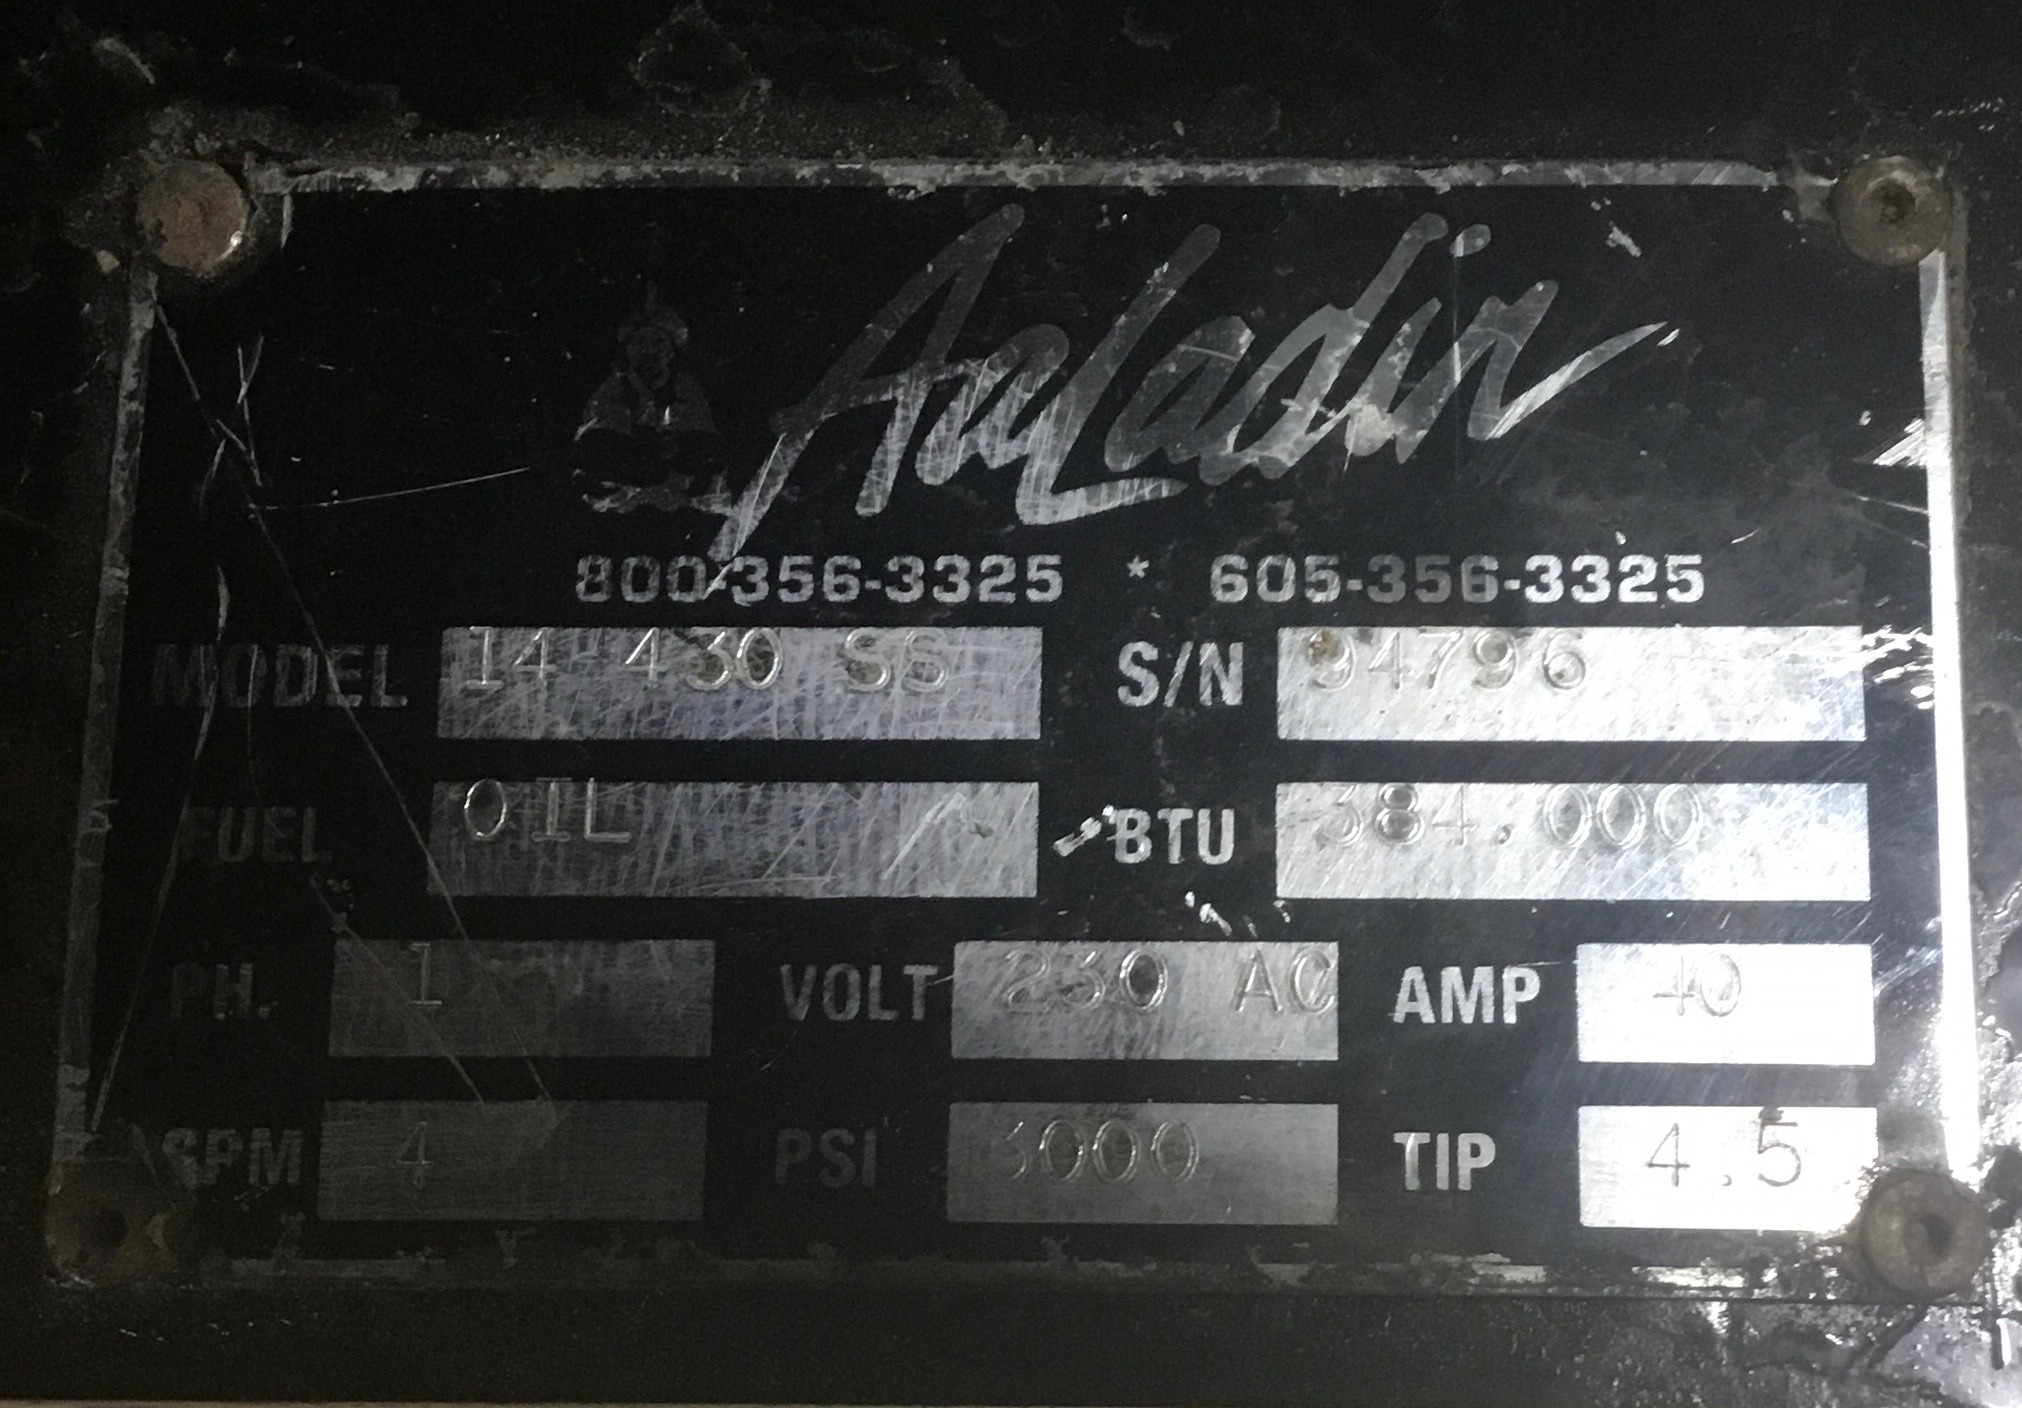 AaLadin
800-356-3325 * 605-356-3325
MODEL 14 430 SS S/N 94796
FUEL OIL BTU 384,000
PH. 1 VOLT 230 AC AMP 40
GPM 4 PSI 3000 TIP 4.5